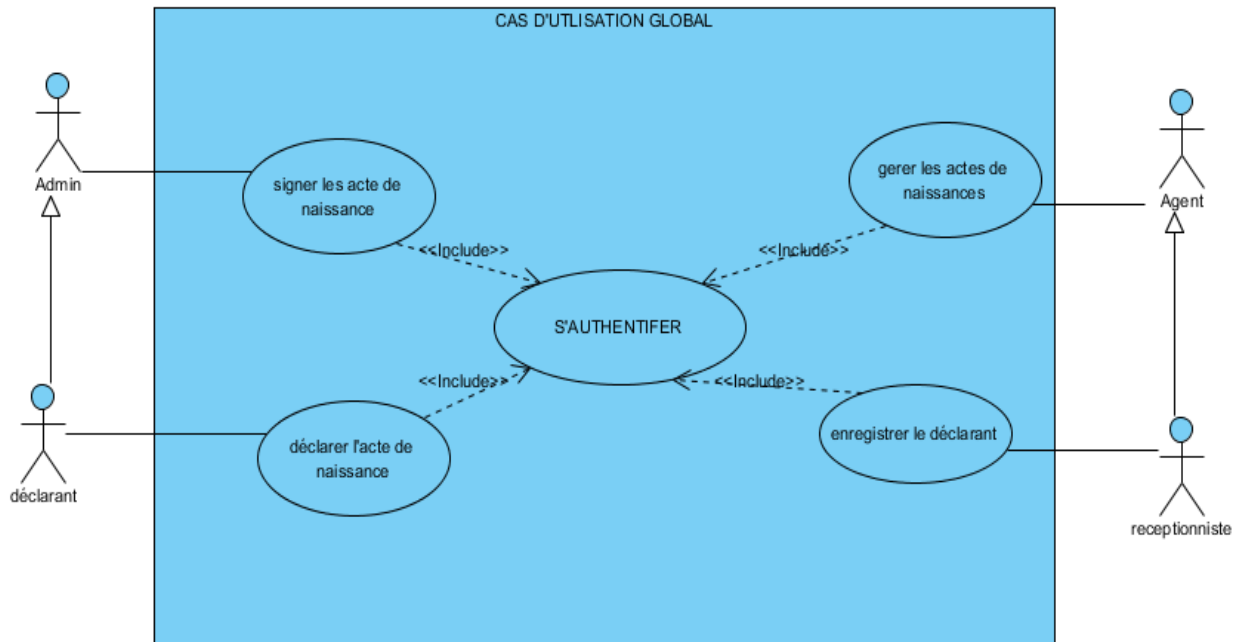 CAS D'UTLISATION GLOBAL
Admin
signer les acte de
naissance
gerer les actes de
naissances
Agent
<<Include>>
<<Include>>
S'AUTHENTIFER
<<Include>>
<<Include>>
déclarant
déclarer l'acte de
naissance
enregistrer le déclarant
receptionniste